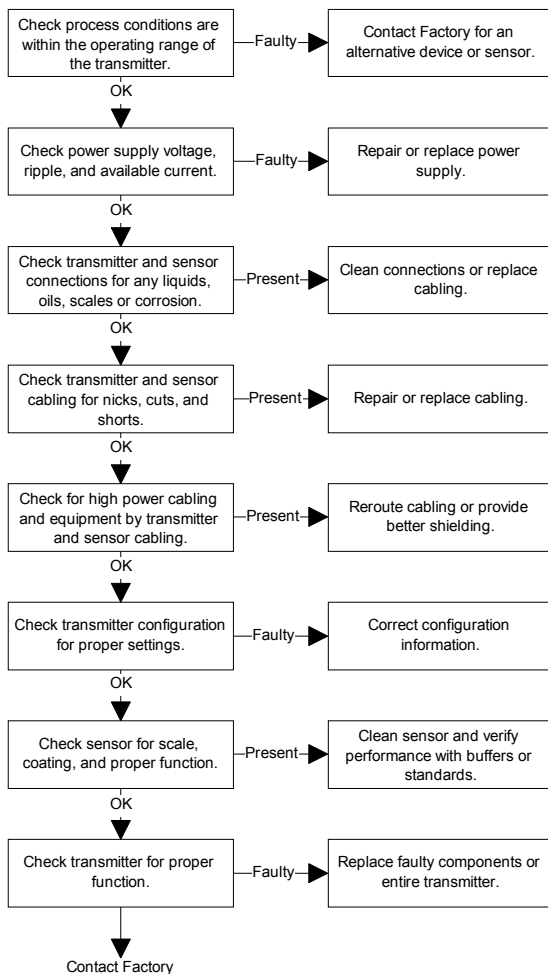 Check process conditions are
within the operating range of
the transmitter.
Faulty
Contact Factory for an
alternative device or sensor.
OK
Check power supply voltage,
ripple, and available current.
Faulty
Repair or replace power
supply.
OK
Check transmitter and sensor
connections for any liquids,
oils, scales or corrosion.
Present
Clean connections or replace
cabling.
OK
Check transmitter and sensor
cabling for nicks, cuts, and
shorts.
Present
Repair or replace cabling.
OK
Check for high power cabling
and equipment by transmitter
and sensor cabling.
Present
Reroute cabling or provide
better shielding.
OK
Check transmitter configuration
for proper settings.
Faulty
Correct configuration
information.
OK
Check sensor for scale,
coating, and proper function.
Present
Clean sensor and verify
performance with buffers or
standards.
OK
Check transmitter for proper
function.
Faulty
Replace faulty components or
entire transmitter.
Contact Factory